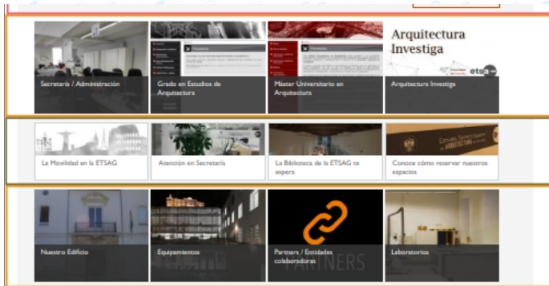 Arquitectura
Investiga
etsa
Secretaría / Administración
Grado en Estudios de
Arquitectura
Máster Universitario en
Arquitectura
Arquitectura Investiga
La Movilidad en la ETSAG
Atención en Secretaría
La Biblioteca de la ETSAG te
espera
Conoce cómo reservar nuestros
espacios
Nuestro Edificio
Equipamientos
Partners / Entidades
colaboradoras
Laboratorios
PARTNERS